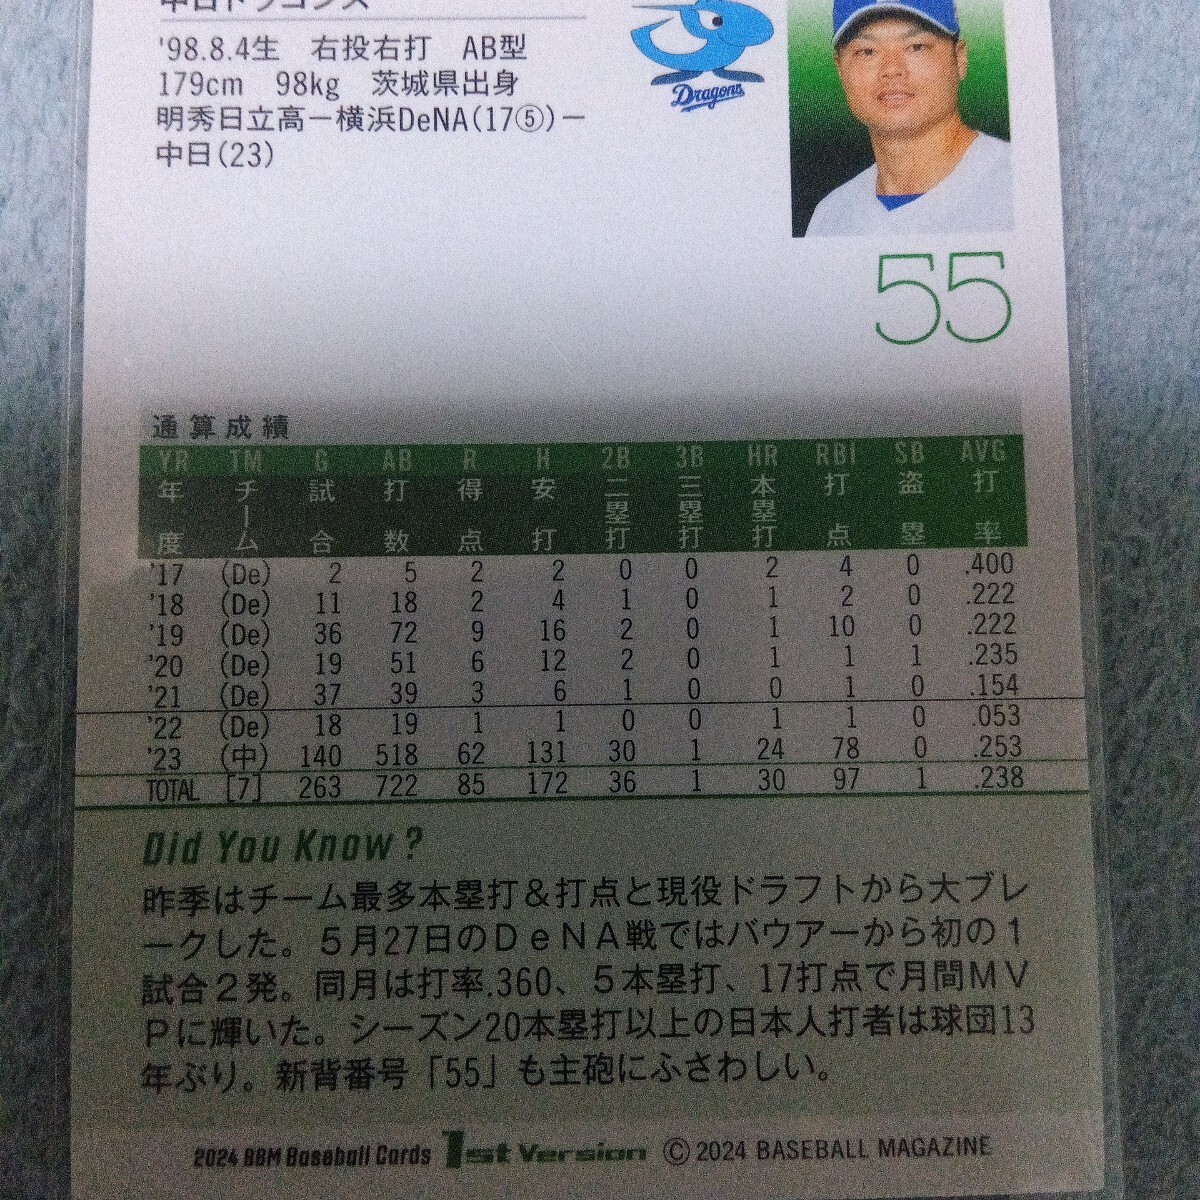 中日ドラゴンズ
'98.8.4生　右投右打　AB型
179cm　98kg　茨城県出身
明秀日立高－横浜DeNA(17⑤)－
中日(23)
Dragons
55
通算成績
YR TM G AB R H 2B 3B HR RBI SB AVG
年度 チーム 試合 打数 得点 安打 二塁打 三塁打 本塁打 打点 盗塁 打率
'17 (De) 2 5 2 2 0 0 2 4 0 .400
'18 (De) 11 18 2 4 1 0 1 2 0 .222
'19 (De) 36 72 9 16 2 0 1 10 0 .222
'20 (De) 19 51 6 12 2 0 1 1 1 .235
'21 (De) 37 39 3 6 1 0 0 1 0 .154
'22 (De) 18 19 1 1 0 0 1 1 0 .053
'23 (中) 140 518 62 131 30 1 24 78 0 .253
TOTAL [7] 263 722 85 172 36 1 30 97 1 .238
Did You Know?
昨季はチーム最多本塁打＆打点と現役ドラフトから大ブレ
ークした。５月27日のＤｅＮＡ戦ではバウアーから初の１
試合２発。同月は打率.360、５本塁打、17打点で月間ＭＶ
Ｐに輝いた。シーズン20本塁打以上の日本人打者は球団13
年ぶり。新背番号「55」も主砲にふさわしい。
2024 BBM Baseball Cards 1st Version © 2024 BASEBALL MAGAZINE